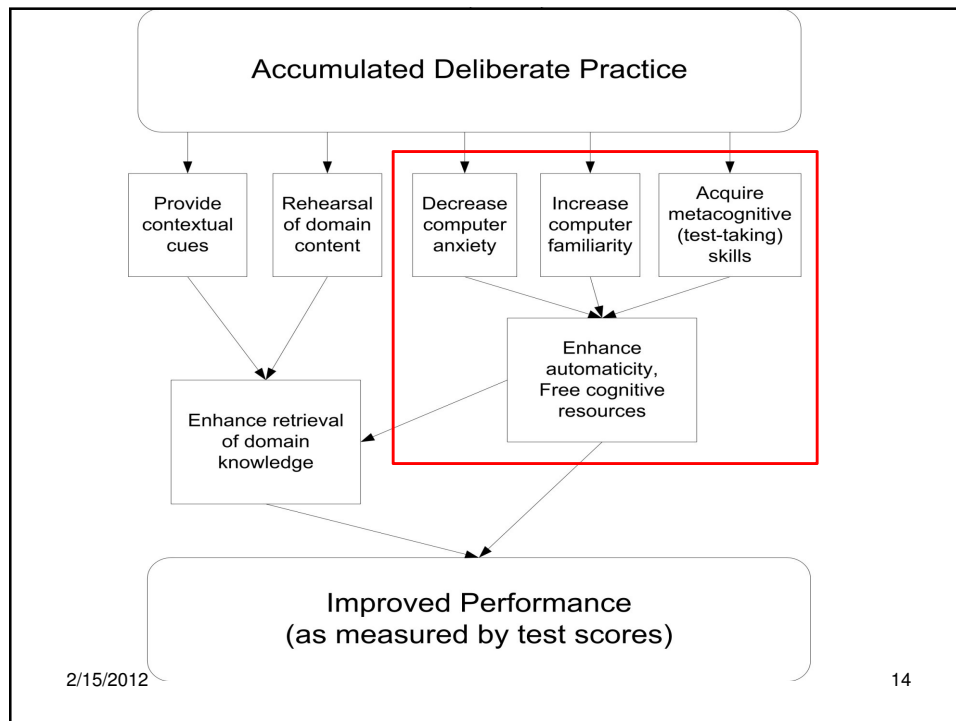 Accumulated Deliberate Practice
Provide
contextual
cues
Rehearsal
of domain
content
Decrease
computer
anxiety
Increase
computer
familiarity
Acquire
metacognitive
(test-taking)
skills
Enhance
automaticity,
Free cognitive
resources
Enhance retrieval
of domain
knowledge
Improved Performance
(as measured by test scores)
2/15/2012
14